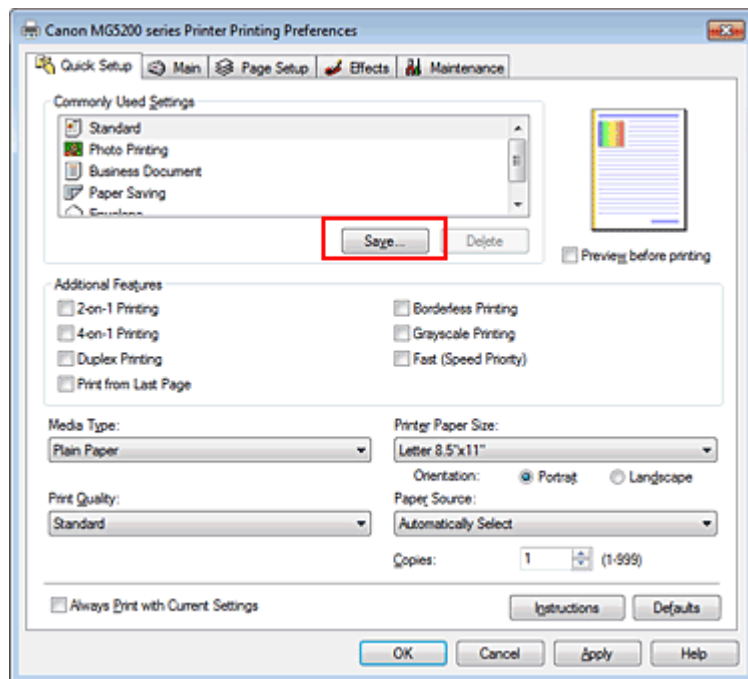 Canon MG5200 series Printer Printing Preferences
Quick Setup Main Page Setup Effects Maintenance
Commonly Used Settings
Standard
Photo Printing
Business Document
Paper Saving
Envelope
Save... Delete
Preview before printing
Additional Features
2-on-1 Printing Borderless Printing
4-on-1 Printing Grayscale Printing
Duplex Printing Fast (Speed Priority)
Print from Last Page
Media Type: Printer Paper Size:
Plain Paper Letter 8.5"x11"
Orientation: Portrait Landscape
Print Quality: Paper Source:
Standard Automatically Select
Copies: 1 (1-999)
Always Print with Current Settings Instructions Defaults
OK Cancel Apply Help